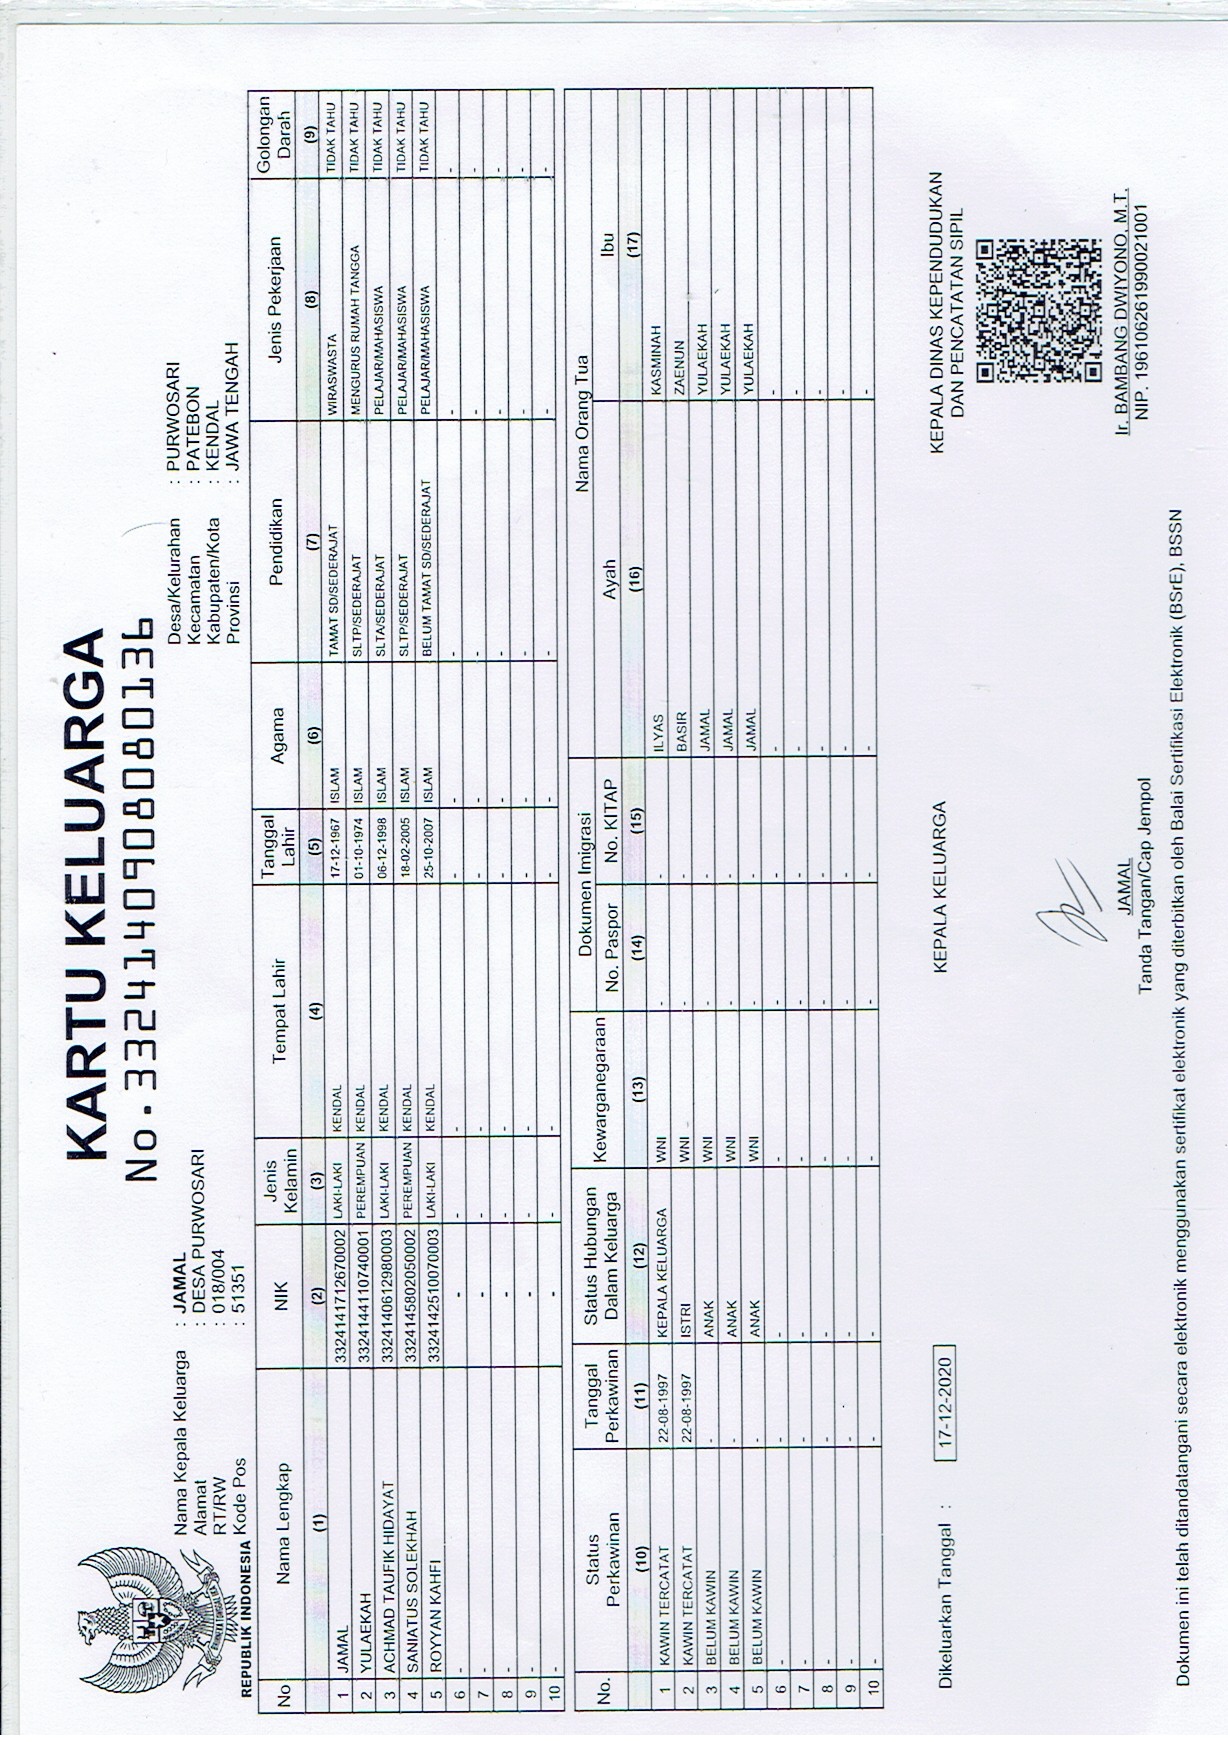 KARTU KELUARGA
No.3324140908080136
REPUBLIK INDONESIA
Nama Kepala Keluarga : JAMAL
Alamat : DESA PURWOSARI
RT/RW : 018/004
Kode Pos : 51351
Desa/Kelurahan : PURWOSARI
Kecamatan : PATEBON
Kabupaten/Kota : KENDAL
Provinsi : JAWA TENGAH
No Nama Lengkap NIK Jenis Kelamin Tempat Lahir Tanggal Lahir Agama Pendidikan Jenis Pekerjaan Golongan Darah
(1) (2) (3) (4) (5) (6) (7) (8) (9)
1 JAMAL 3324141712670002 LAKI-LAKI KENDAL 17-12-1967 ISLAM TAMAT SD/SEDERAJAT WIRASWASTA TIDAK TAHU
2 YULAEKAH 3324144110740001 PEREMPUAN KENDAL 01-10-1974 ISLAM SLTP/SEDERAJAT MENGURUS RUMAH TANGGA TIDAK TAHU
3 ACHMAD TAUFIK HIDAYAT 3324140612980003 LAKI-LAKI KENDAL 06-12-1998 ISLAM SLTA/SEDERAJAT PELAJAR/MAHASISWA TIDAK TAHU
4 SANIATUS SOLEKHAH 3324145802050002 PEREMPUAN KENDAL 18-02-2005 ISLAM SLTP/SEDERAJAT PELAJAR/MAHASISWA TIDAK TAHU
5 ROYYAN KAHFI 3324142510070003 LAKI-LAKI KENDAL 25-10-2007 ISLAM BELUM TAMAT SD/SEDERAJAT PELAJAR/MAHASISWA TIDAK TAHU
6 - - - - - - - - -
7 - - - - - - - - -
8 - - - - - - - - -
9 - - - - - - - - -
10 - - - - - - - - -
No. Status Perkawinan Tanggal Perkawinan Status Hubungan Dalam Keluarga Kewarganegaraan Dokumen Imigrasi Nama Orang Tua
No. Paspor No. KITAP Ayah Ibu
(10) (11) (12) (13) (14) (15) (16) (17)
1 KAWIN TERCATAT 22-08-1997 KEPALA KELUARGA WNI - - ILYAS KASMINAH
2 KAWIN TERCATAT 22-08-1997 ISTRI WNI - - BASIR ZAENUN
3 BELUM KAWIN - ANAK WNI - - JAMAL YULAEKAH
4 BELUM KAWIN - ANAK WNI - - JAMAL YULAEKAH
5 BELUM KAWIN - ANAK WNI - - JAMAL YULAEKAH
6 - - - - - - - -
7 - - - - - - - -
8 - - - - - - - -
9 - - - - - - - -
10 - - - - - - - -
Dikeluarkan Tanggal : 17-12-2020
KEPALA KELUARGA
JAMAL
Tanda Tangan/Cap Jempol
KEPALA DINAS KEPENDUDUKAN
DAN PENCATATAN SIPIL
Ir. BAMBANG DWIYONO, M.T.
NIP. 196106261990021001
Dokumen ini telah ditandatangani secara elektronik menggunakan sertifikat elektronik yang diterbitkan oleh Balai Sertifikasi Elektronik (BSrE), BSSN